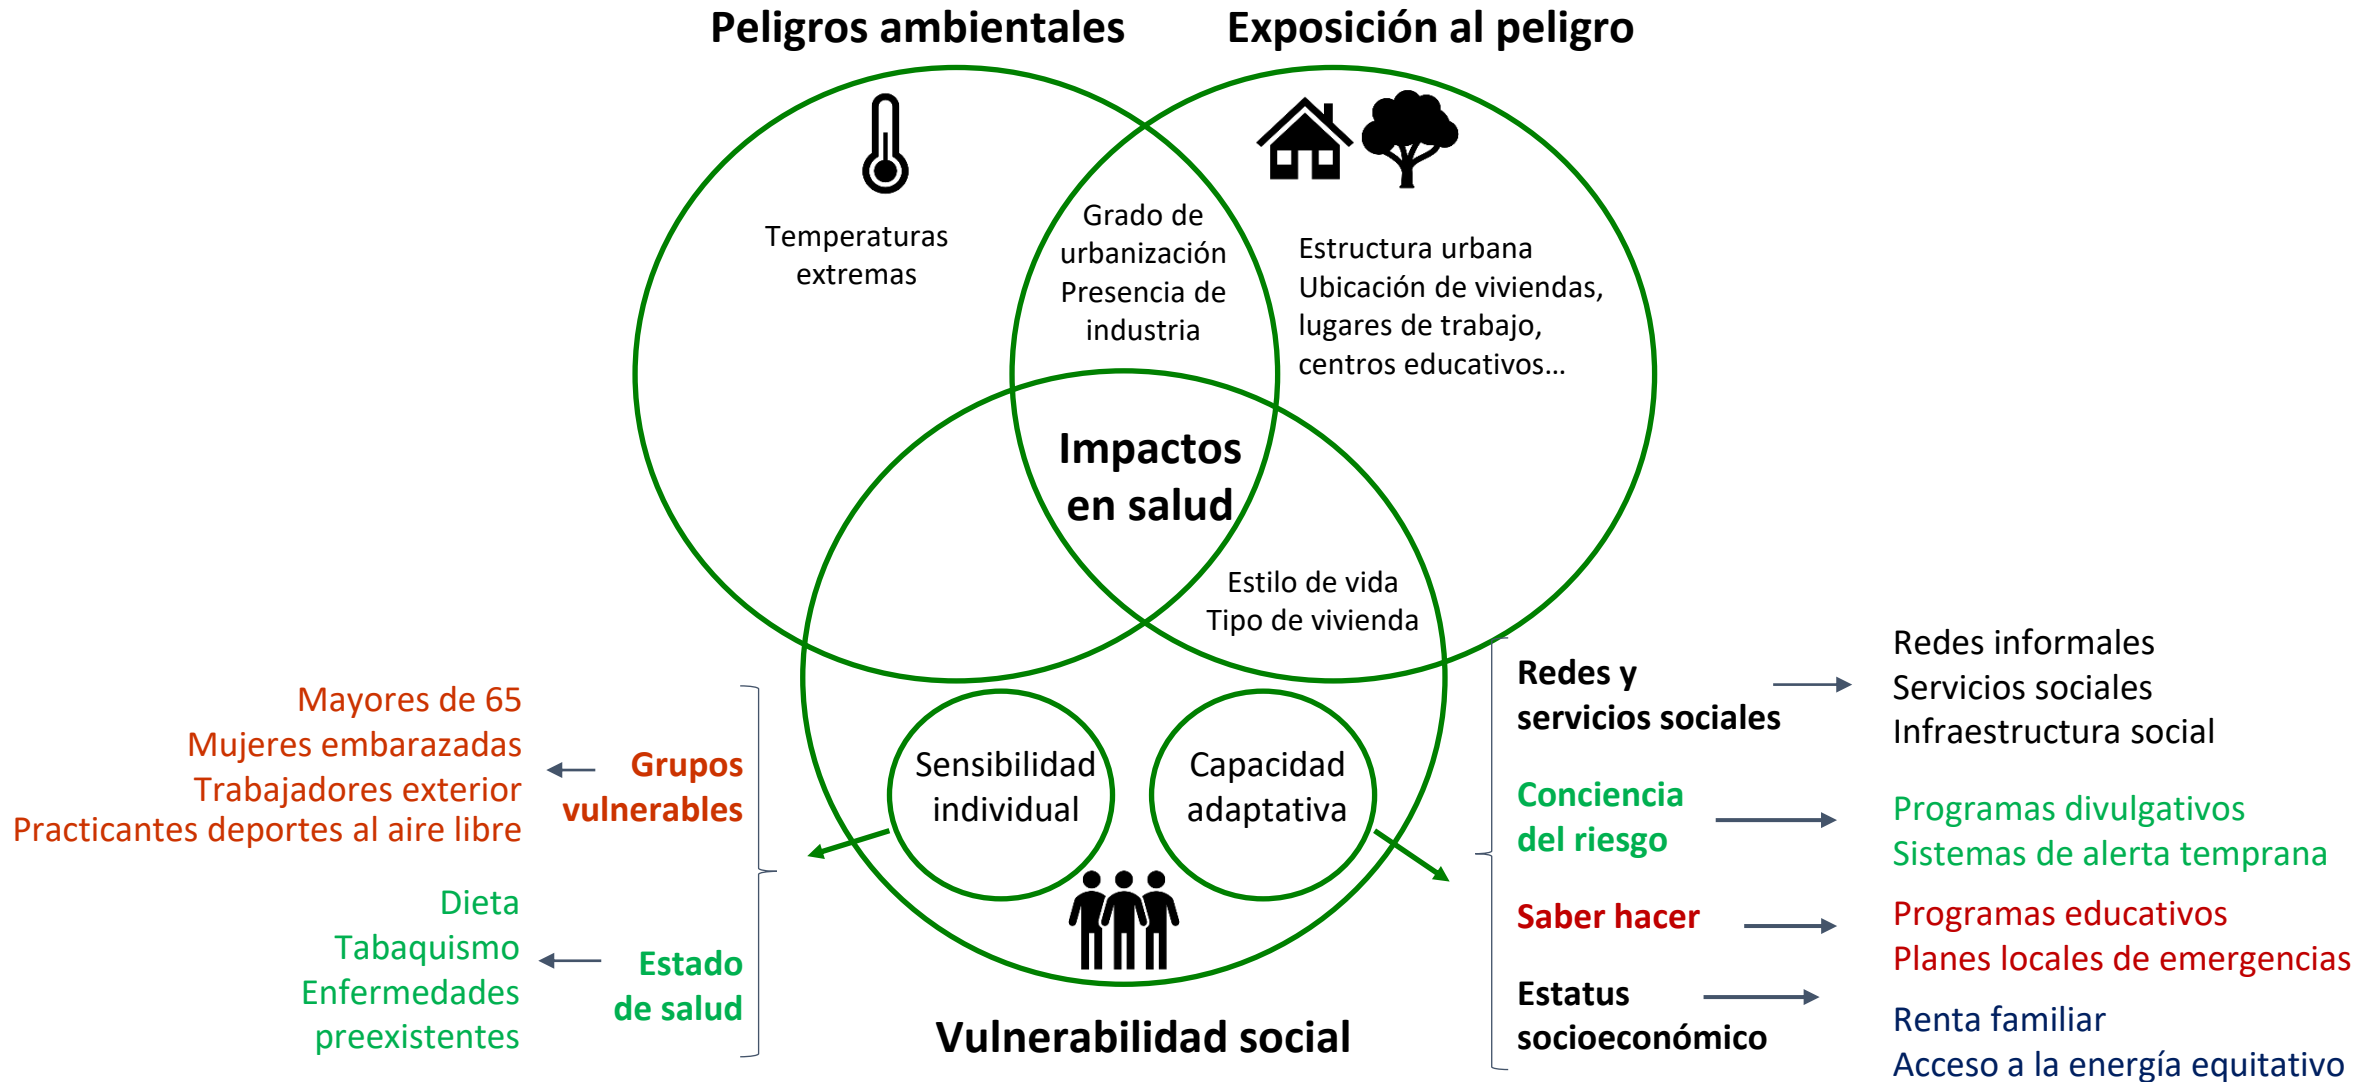 Peligros ambientales
Exposición al peligro
Temperaturas
extremas
Grado de
urbanización
Presencia de
industria
Estructura urbana
Ubicación de viviendas,
lugares de trabajo,
centros educativos…
Impactos
en salud
Estilo de vida
Tipo de vivienda
Sensibilidad
individual
Capacidad
adaptativa
Vulnerabilidad social
Grupos
vulnerables
Mayores de 65
Mujeres embarazadas
Trabajadores exterior
Practicantes deportes al aire libre
Estado
de salud
Dieta
Tabaquismo
Enfermedades
preexistentes
Redes y
servicios sociales
Redes informales
Servicios sociales
Infraestructura social
Conciencia
del riesgo
Programas divulgativos
Sistemas de alerta temprana
Saber hacer
Programas educativos
Planes locales de emergencias
Estatus
socioeconómico
Renta familiar
Acceso a la energía equitativo